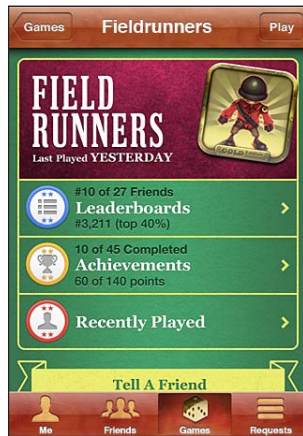 Games
Fieldrunners
Play
FIELD
RUNNERS
Last Played YESTERDAY
GOLD
#10 of 27 Friends
Leaderboards
#3,211 (top 40%)
10 of 45 Completed
Achievements
60 of 140 points
Recently Played
Tell A Friend
Me
Friends
Games
Requests